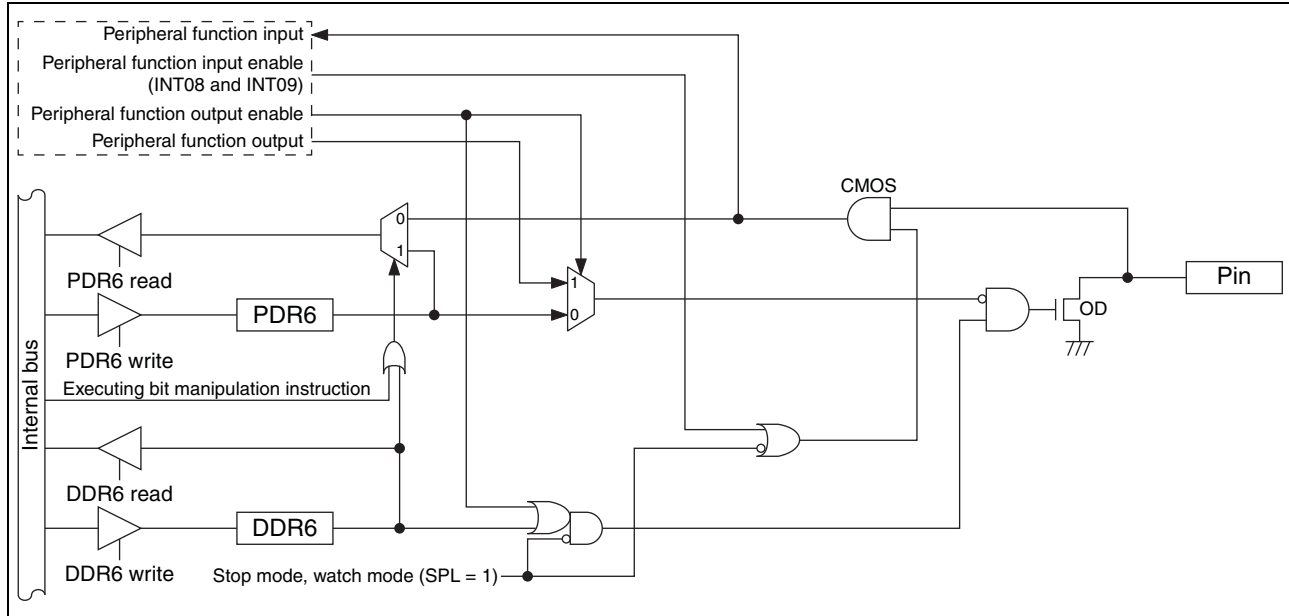 Peripheral function input
Peripheral function input enable
(INT08 and INT09)
Peripheral function output enable
Peripheral function output
CMOS
0
1
PDR6 read
1
0
Pin
OD
PDR6
PDR6 write
Executing bit manipulation instruction
Internal bus
DDR6 read
DDR6
DDR6 write
Stop mode, watch mode (SPL = 1)